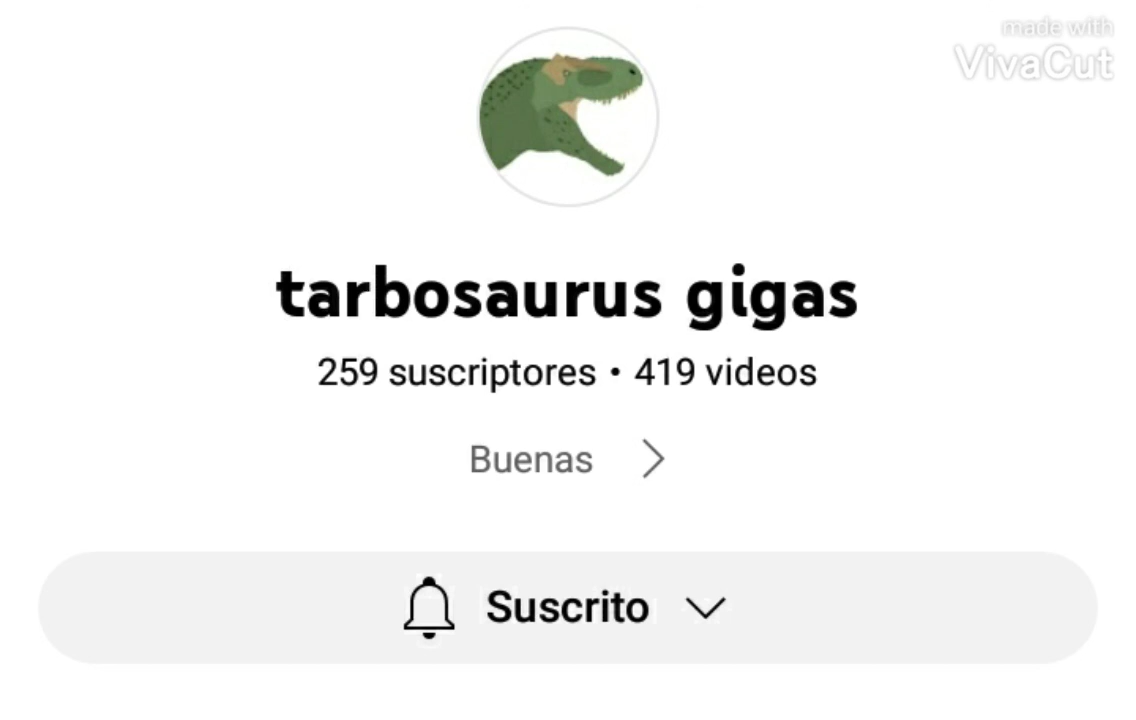 made with
VivaCut
tarbosaurus gigas
259 suscriptores • 419 videos
Buenas
Suscrito